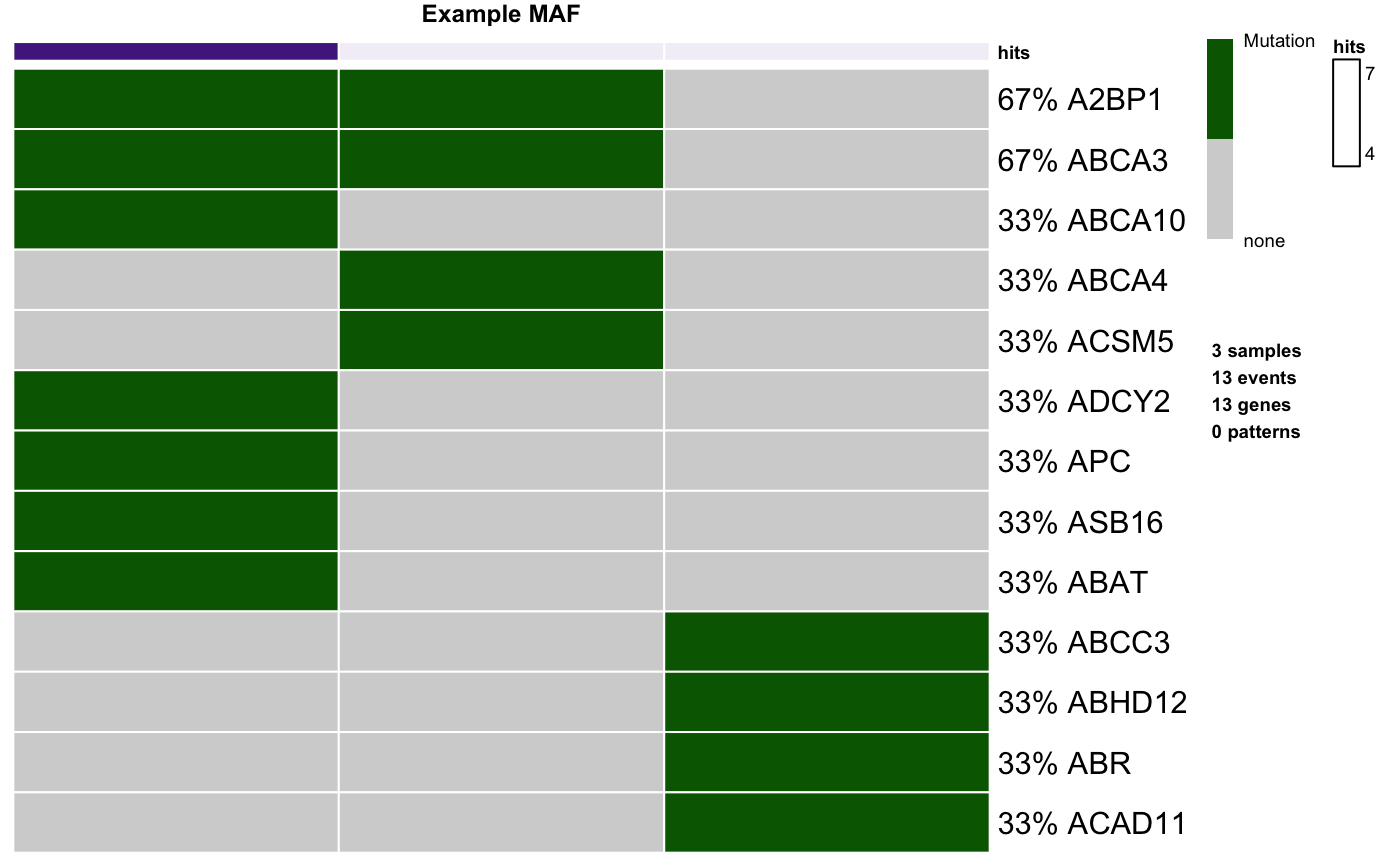 Example MAF
hits
67% A2BP1
67% ABCA3
33% ABCA10
33% ABCA4
33% ACSM5
33% ADCY2
33% APC
33% ASB16
33% ABAT
33% ABCC3
33% ABHD12
33% ABR
33% ACAD11
Mutation
none
hits
7
4
3 samples
13 events
13 genes
0 patterns